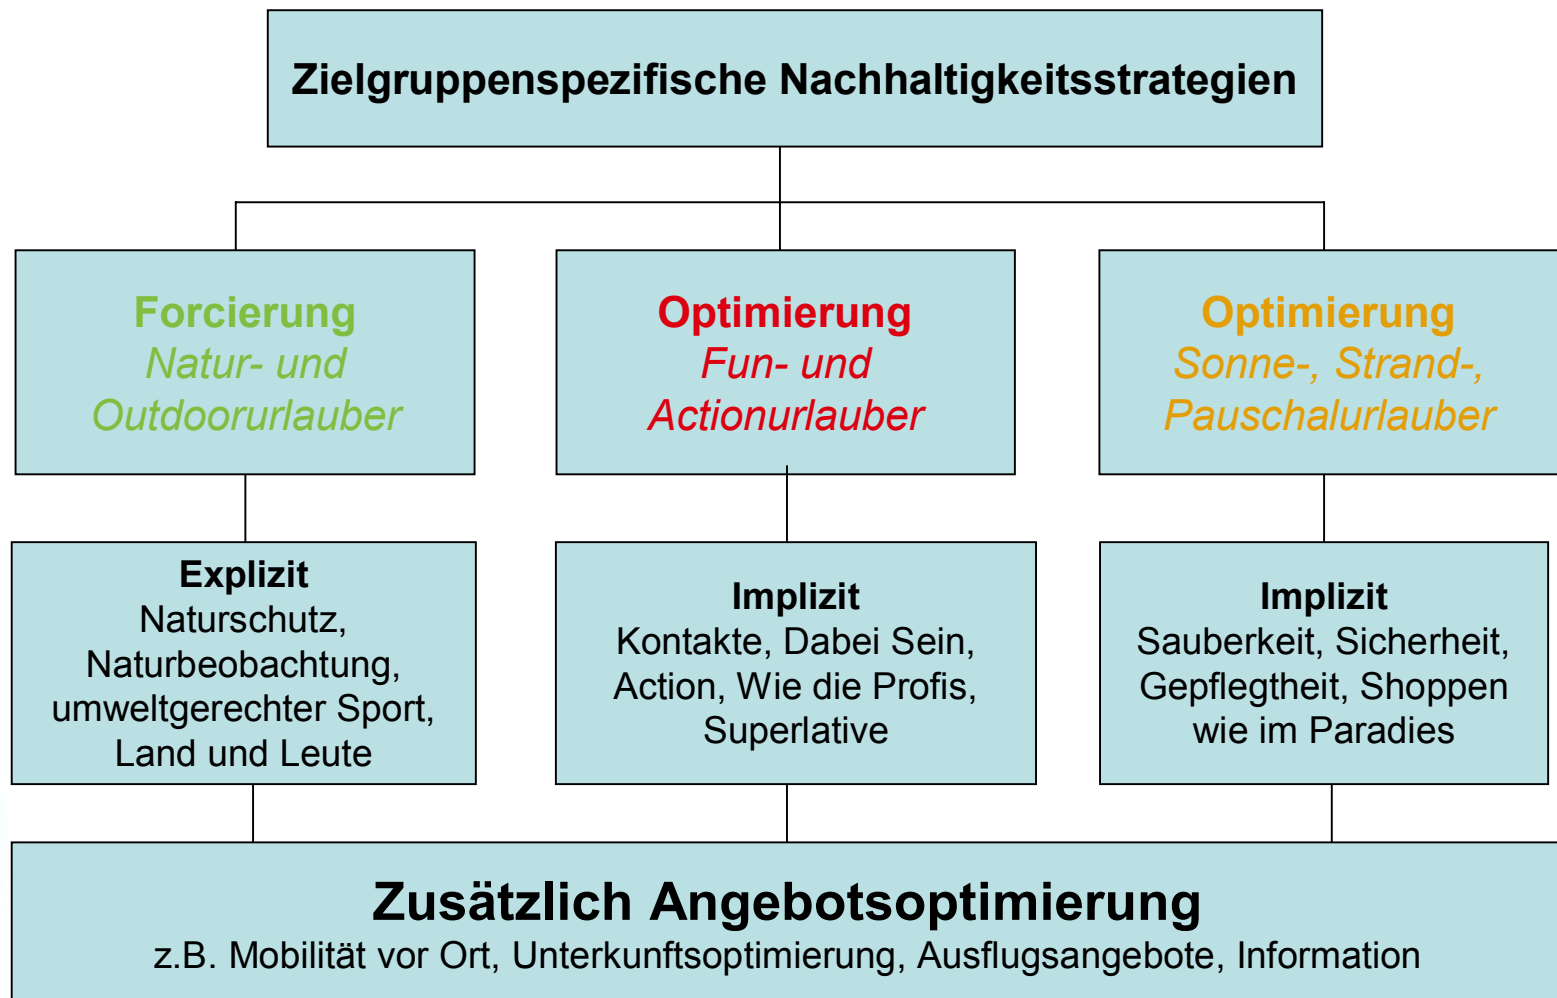 Zielgruppenspezifische Nachhaltigkeitsstrategien
Forcierung
Natur- und
Outdoorurlauber
Optimierung
Fun- und
Actionurlauber
Optimierung
Sonne-, Strand-,
Pauschalurlauber
Explizit
Naturschutz,
Naturbeobachtung,
umweltgerechter Sport,
Land und Leute
Implizit
Kontakte, Dabei Sein,
Action, Wie die Profis,
Superlative
Implizit
Sauberkeit, Sicherheit,
Gepflegtheit, Shoppen
wie im Paradies
Zusätzlich Angebotsoptimierung
z.B. Mobilität vor Ort, Unterkunftsoptimierung, Ausflugsangebote, Information